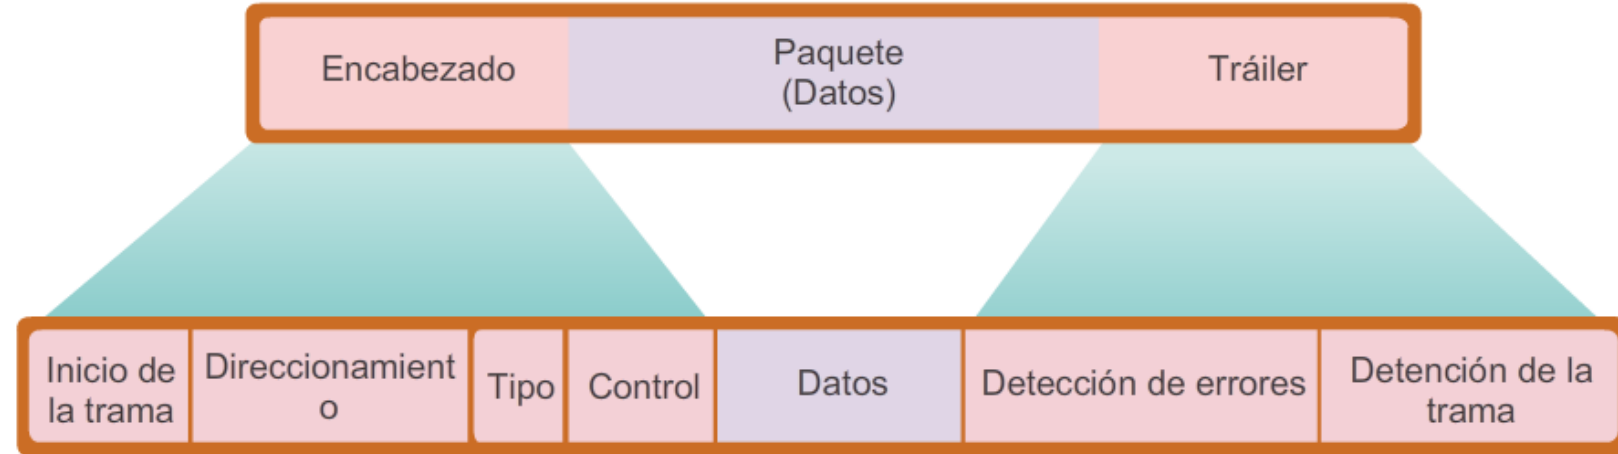 Encabezado
Paquete
(Datos)
Tráiler
Inicio de
la trama
Direccionamient
o
Tipo
Control
Datos
Detección de errores
Detención de la
trama